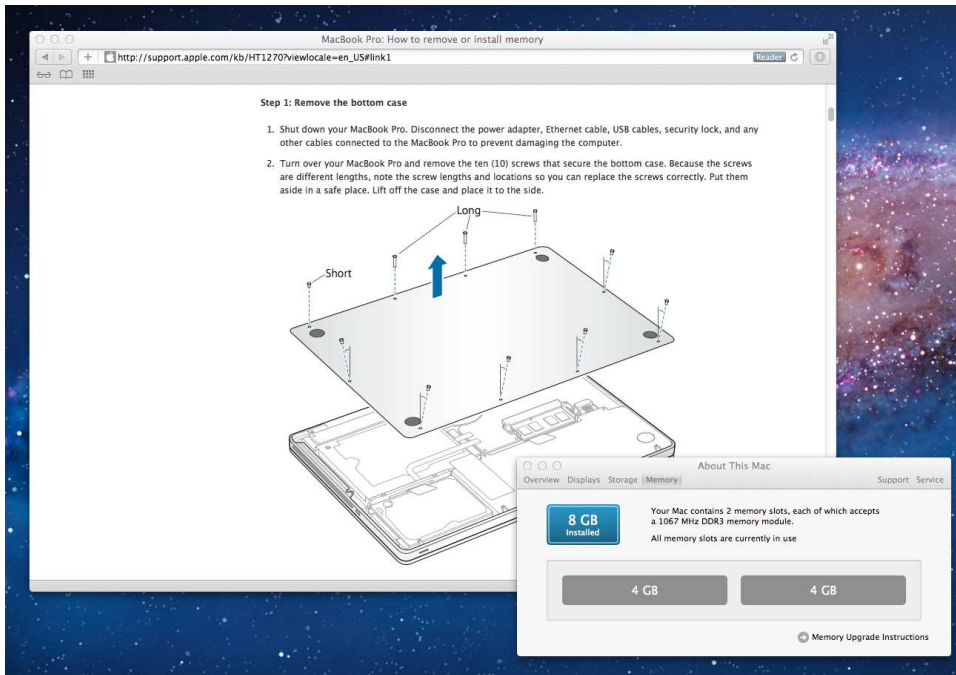 MacBook Pro: How to remove or install memory
http://support.apple.com/kb/HT1270?viewlocale=en_US#link1
Reader
Step 1: Remove the bottom case
1. Shut down your MacBook Pro. Disconnect the power adapter, Ethernet cable, USB cables, security lock, and any
other cables connected to the MacBook Pro to prevent damaging the computer.
2. Turn over your MacBook Pro and remove the ten (10) screws that secure the bottom case. Because the screws
are different lengths, note the screw lengths and locations so you can replace the screws correctly. Put them
aside in a safe place. Lift off the case and place it to the side.
Long
Short
About This Mac
Overview Displays Storage Memory Support Service
8 GB
Installed
Your Mac contains 2 memory slots, each of which accepts
a 1067 MHz DDR3 memory module.
All memory slots are currently in use
4 GB 4 GB
Memory Upgrade Instructions